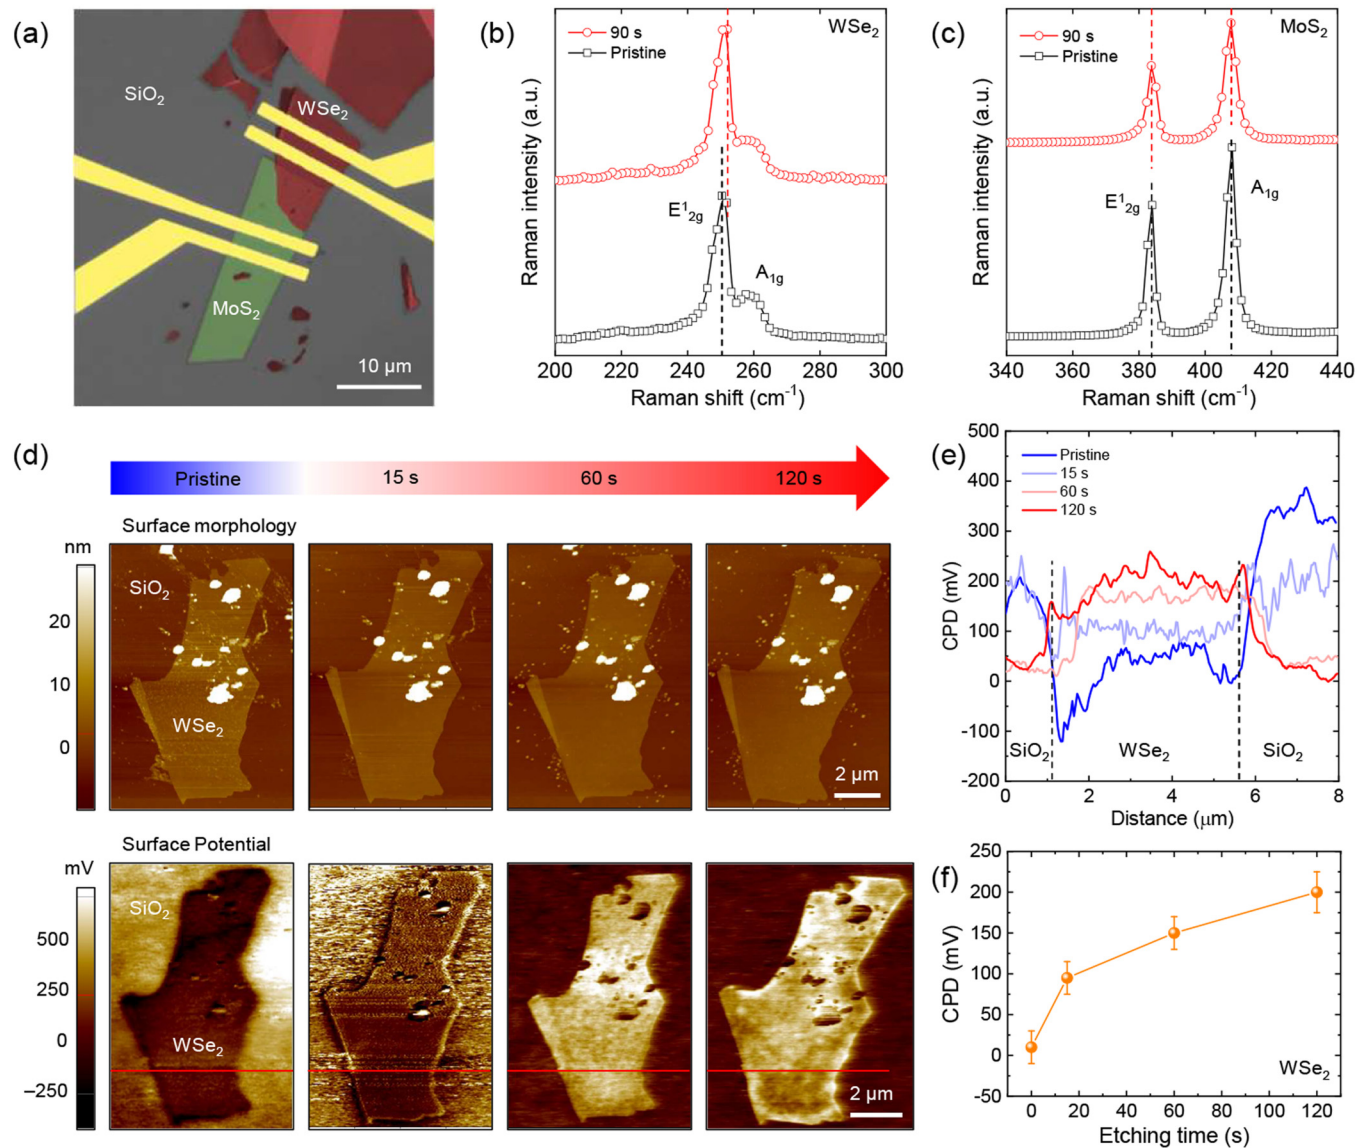 (a)
SiO₂
WSe₂
MoS₂
10 μm
(b)
90 s
Pristine
WSe₂
E¹₂g
A₁g
Raman intensity (a.u.)
200 220 240 260 280 300
Raman shift (cm⁻¹)
(c)
90 s
Pristine
MoS₂
E¹₂g
A₁g
Raman intensity (a.u.)
340 360 380 400 420 440
Raman shift (cm⁻¹)
(d)
Pristine 15 s 60 s 120 s
Surface morphology
nm
20
10
0
SiO₂
WSe₂
2 μm
Surface Potential
mV
500
250
0
–250
SiO₂
WSe₂
2 μm
(e)
Pristine
15 s
60 s
120 s
500
400
300
200
100
0
-100
-200
CPD (mV)
SiO₂ WSe₂ SiO₂
0 2 4 6 8
Distance (μm)
(f)
250
200
150
100
50
0
-50
CPD (mV)
WSe₂
0 20 40 60 80 100 120
Etching time (s)